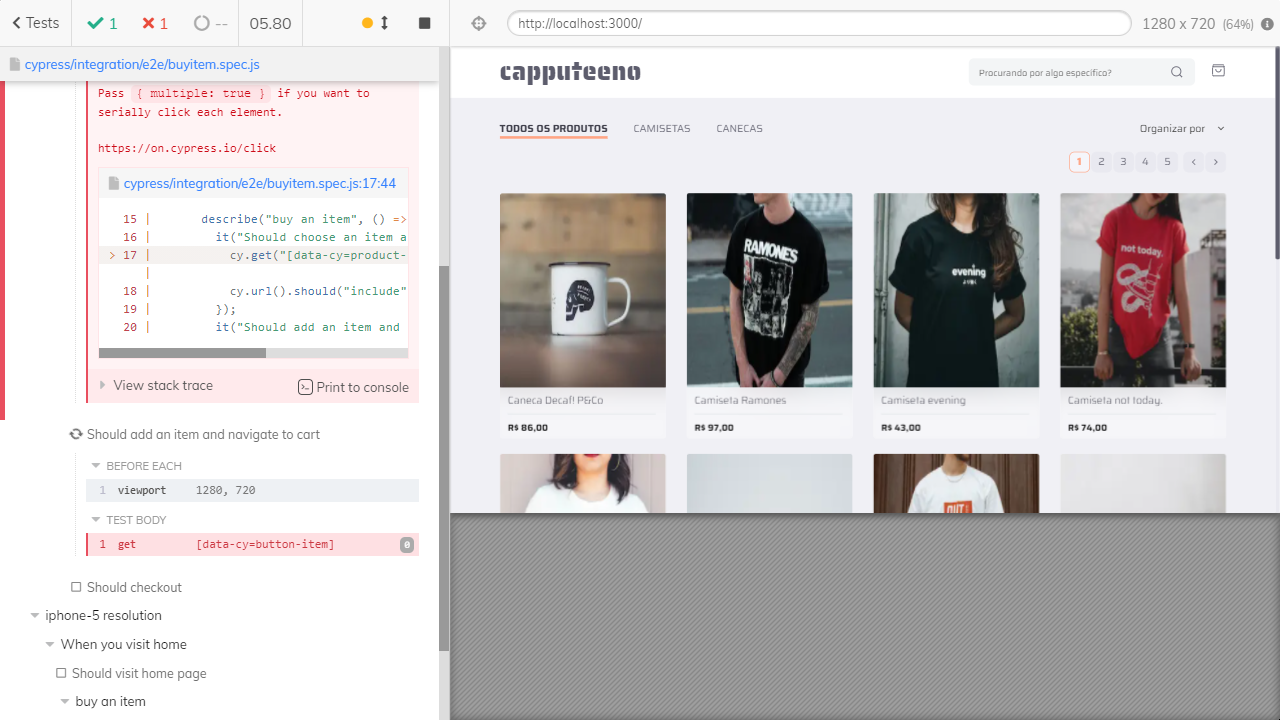 Tests
1
1
--
05.80
http://localhost:3000/
1280 x 720 (64%)
cypress/integration/e2e/buyitem.spec.js
Pass { multiple: true } if you want to
serially click each element.
https://on.cypress.io/click
cypress/integration/e2e/buyitem.spec.js:17:44
15 | describe("buy an item", () =>
16 | it("Should choose an item a
> 17 | cy.get("[data-cy=product-
|
18 | cy.url().should("include"
19 | });
20 | it("Should add an item and
View stack trace
Print to console
Should add an item and navigate to cart
BEFORE EACH
1 viewport 1280, 720
TEST BODY
1 get [data-cy=button-item] 0
Should checkout
iphone-5 resolution
When you visit home
Should visit home page
buy an item
capputeeno
Procurando por algo específico?
TODOS OS PRODUTOS CAMISETAS CANECAS
Organizar por
1 2 3 4 5 < >
RAMONES
evening
not today.
Caneca Decaf! P&Co
Camiseta Ramones
Camiseta evening
Camiseta not today.
R$ 86,00
R$ 97,00
R$ 43,00
R$ 74,00
OUT